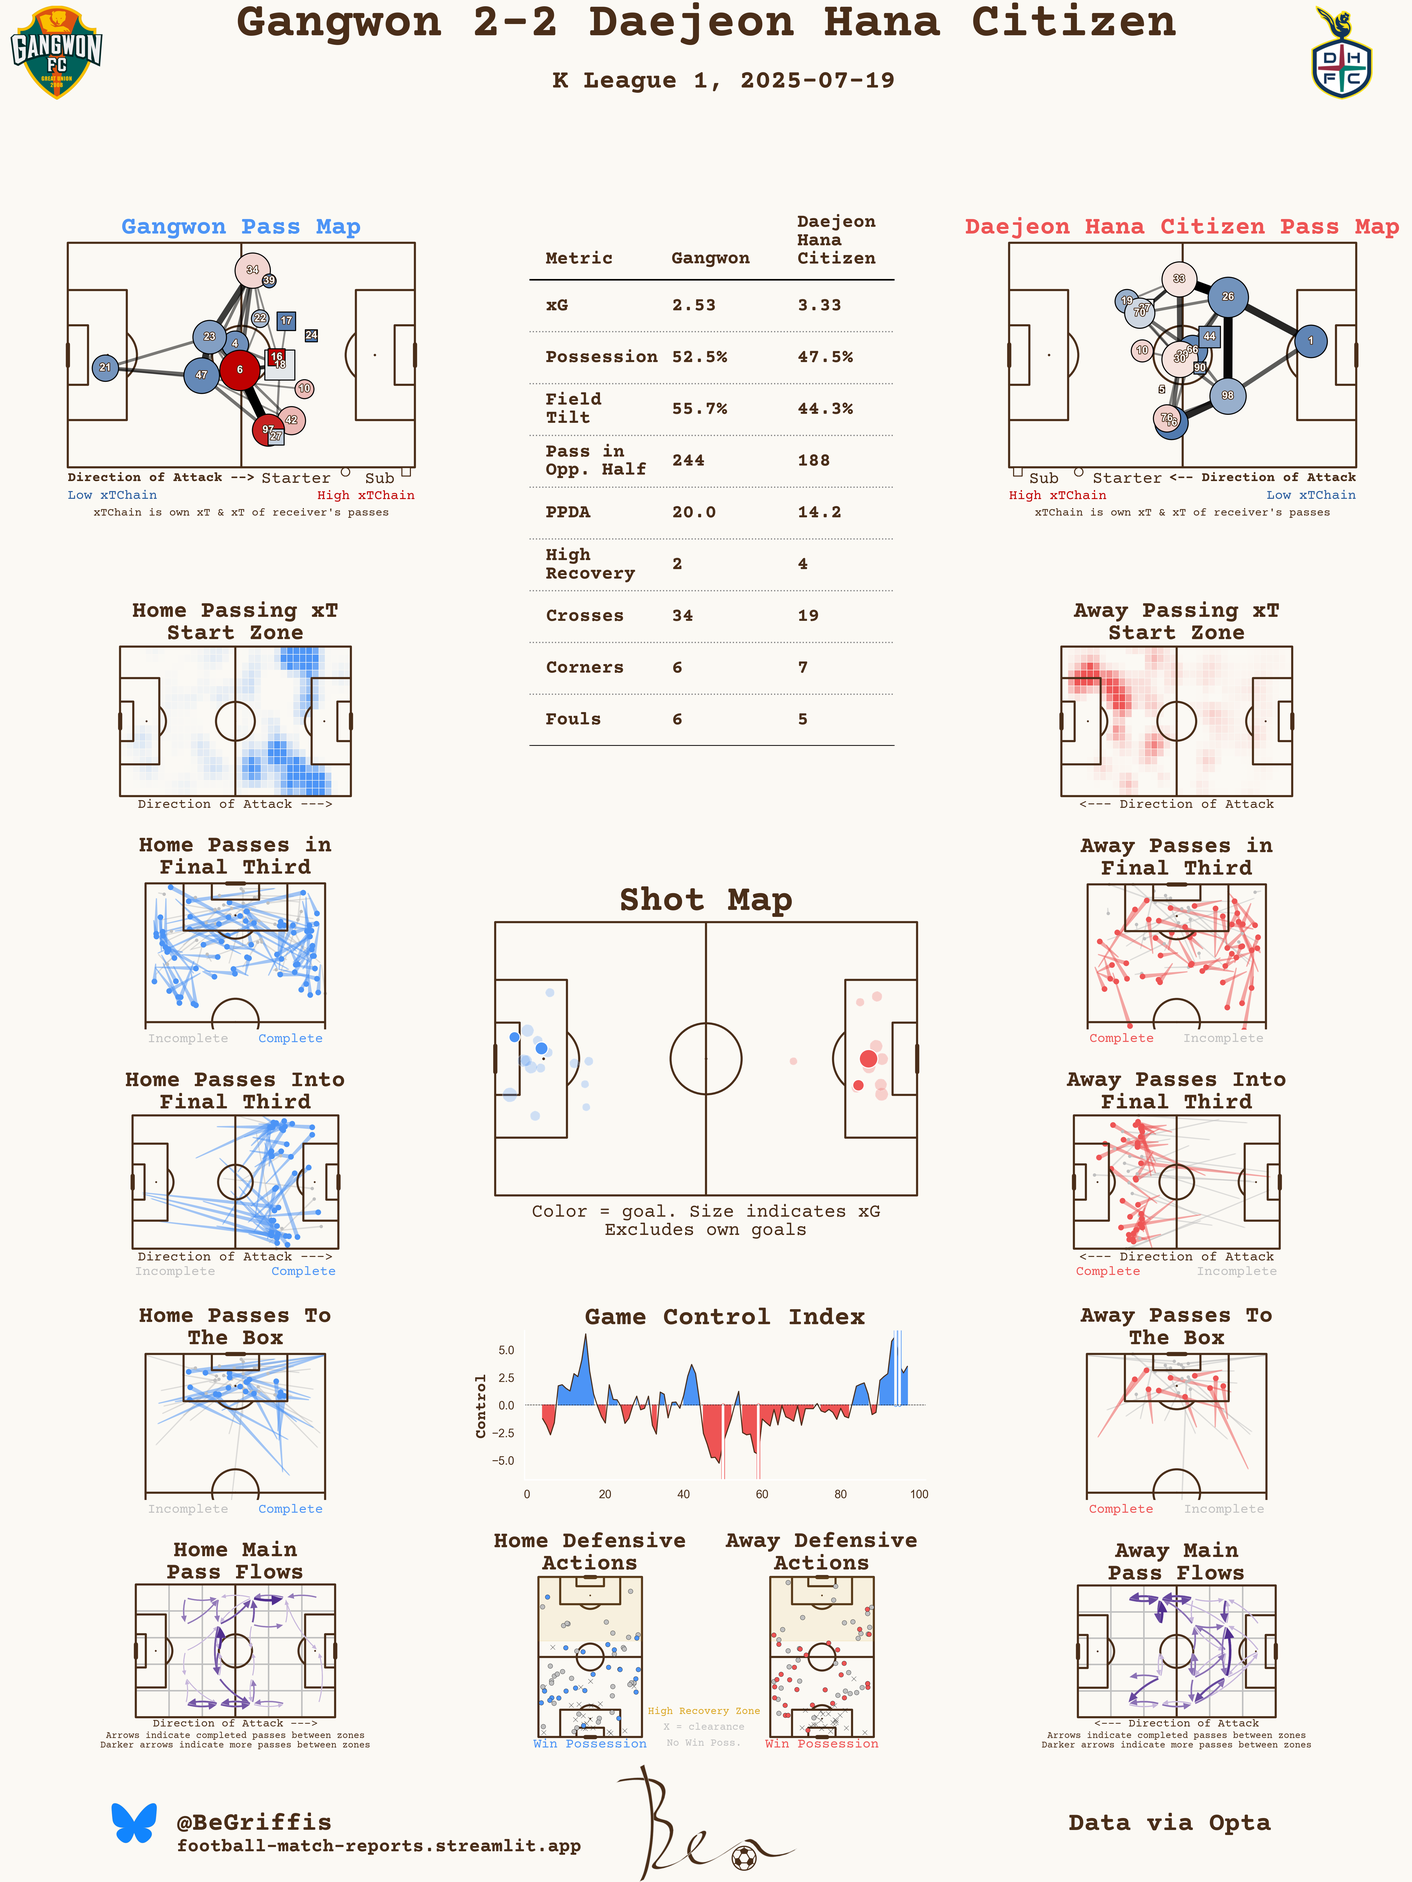 Gangwon 2-2 Daejeon Hana Citizen
K League 1, 2025-07-19
GANGWON
FC
GREAT UNION
2008
D H
F C
Gangwon Pass Map
34
39
22
17
24
23
4
16
18
21
47
6
10
42
97
27
Direction of Attack --> Starter Sub
Low xTChain High xTChain
xTChain is own xT & xT of receiver's passes
Metric Gangwon Daejeon
Hana
Citizen
xG 2.53 3.33
Possession 52.5% 47.5%
Field
Tilt 55.7% 44.3%
Pass in
Opp. Half 244 188
PPDA 20.0 14.2
High
Recovery 2 4
Crosses 34 19
Corners 6 7
Fouls 6 5
Daejeon Hana Citizen Pass Map
33
26
19
70
44
1
10
66
30
90
5
98
76
Sub Starter <-- Direction of Attack
High xTChain Low xTChain
xTChain is own xT & xT of receiver's passes
Home Passing xT
Start Zone
Direction of Attack --->
Away Passing xT
Start Zone
<--- Direction of Attack
Home Passes in
Final Third
Incomplete Complete
Away Passes in
Final Third
Complete Incomplete
Shot Map
Color = goal. Size indicates xG
Excludes own goals
Home Passes Into
Final Third
Direction of Attack --->
Incomplete Complete
Away Passes Into
Final Third
<--- Direction of Attack
Complete Incomplete
Home Passes To
The Box
Incomplete Complete
Game Control Index
Control
5.0
2.5
0.0
−2.5
−5.0
0 20 40 60 80 100
Away Passes To
The Box
Complete Incomplete
Home Main
Pass Flows
Direction of Attack --->
Arrows indicate completed passes between zones
Darker arrows indicate more passes between zones
Home Defensive
Actions
Win Possession
Away Defensive
Actions
Win Possession
High Recovery Zone
X = clearance
No Win Poss.
Away Main
Pass Flows
<--- Direction of Attack
Arrows indicate completed passes between zones
Darker arrows indicate more passes between zones
@BeGriffis
football-match-reports.streamlit.app
Ben
Data via Opta